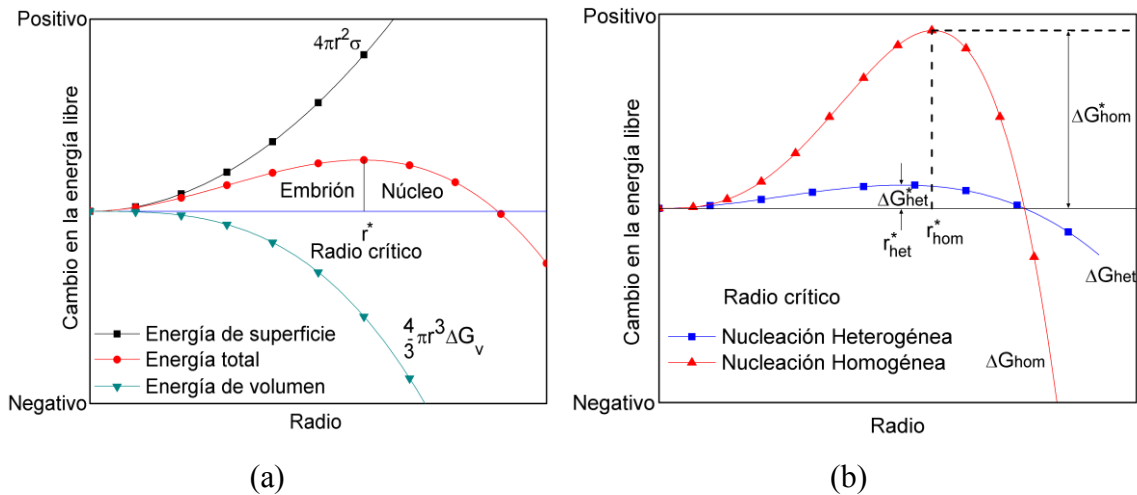 Positivo
Cambio en la energía libre
Negativo
4πr²σ
Embrión
Núcleo
r*
Radio crítico
Energía de superficie
Energía total
Energía de volumen
4/3 πr³ΔGv
Radio
(a)
Positivo
Cambio en la energía libre
Negativo
ΔG*hom
ΔG*het
r*het
r*hom
ΔGhet
Radio crítico
Nucleación Heterogénea
Nucleación Homogénea
ΔGhom
Radio
(b)